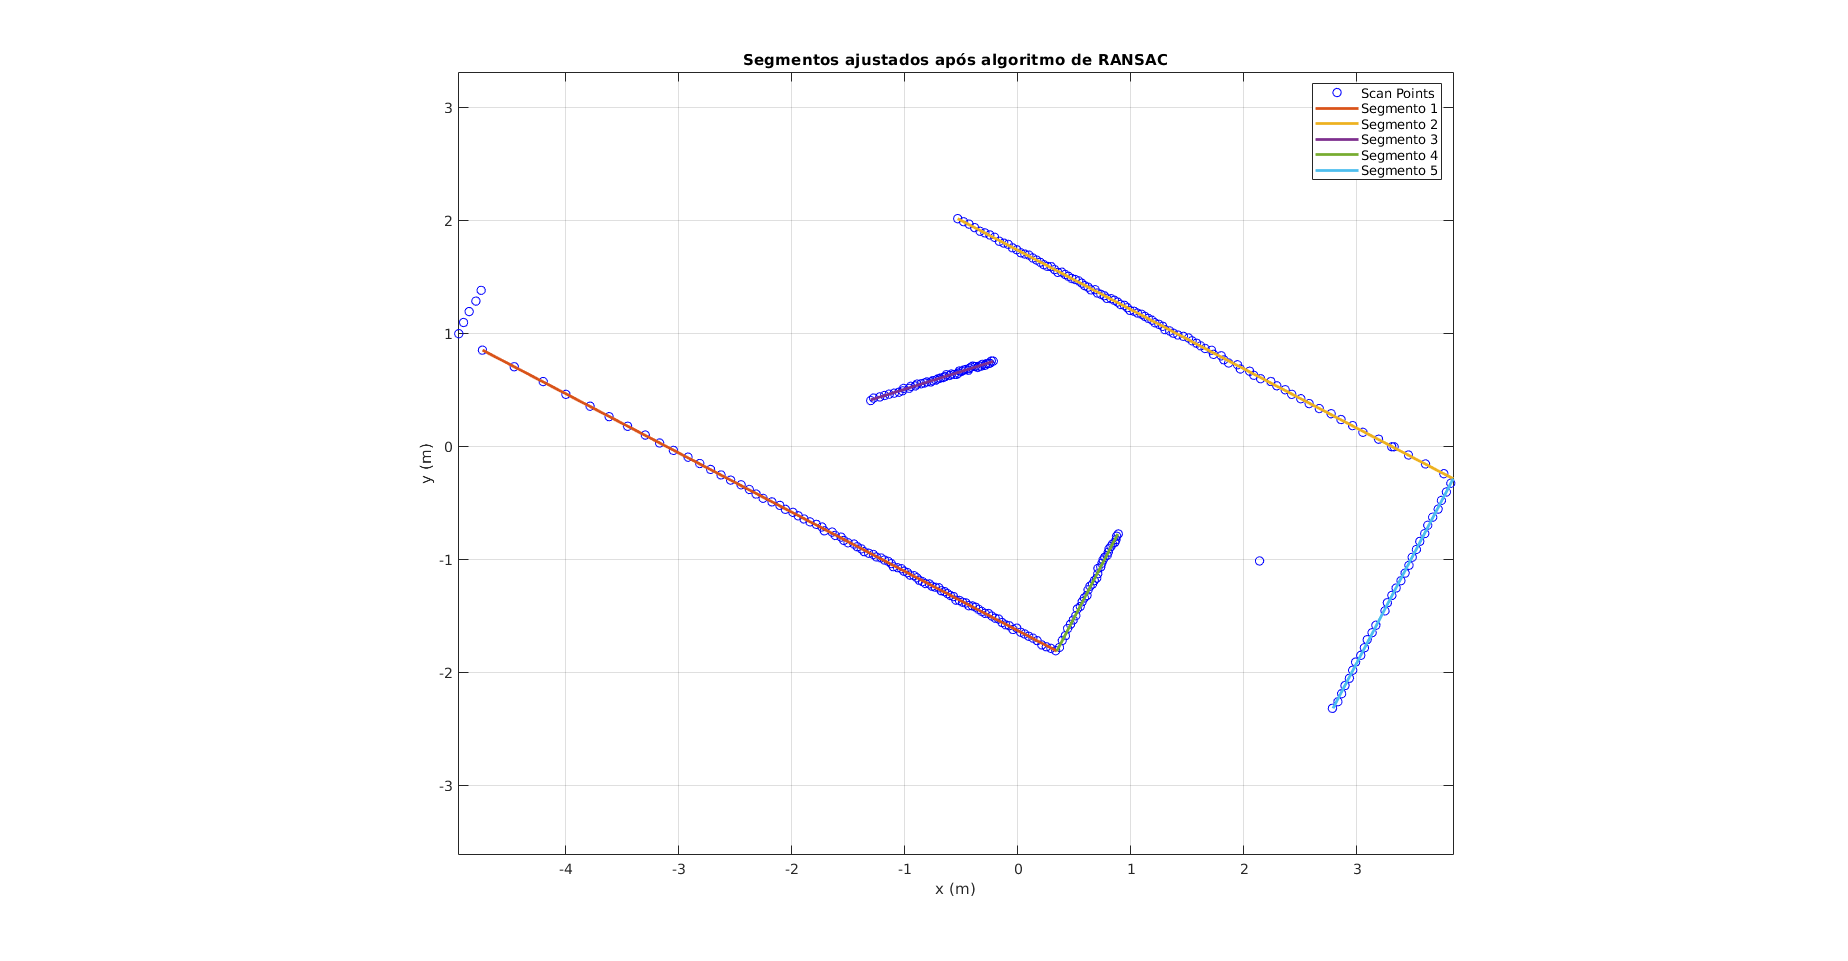 Segmentos ajustados após algoritmo de RANSAC
Scan Points
Segmento 1
Segmento 2
Segmento 3
Segmento 4
Segmento 5
3
2
1
0
-1
-2
-3
y (m)
-4 -3 -2 -1 0 1 2 3
x (m)